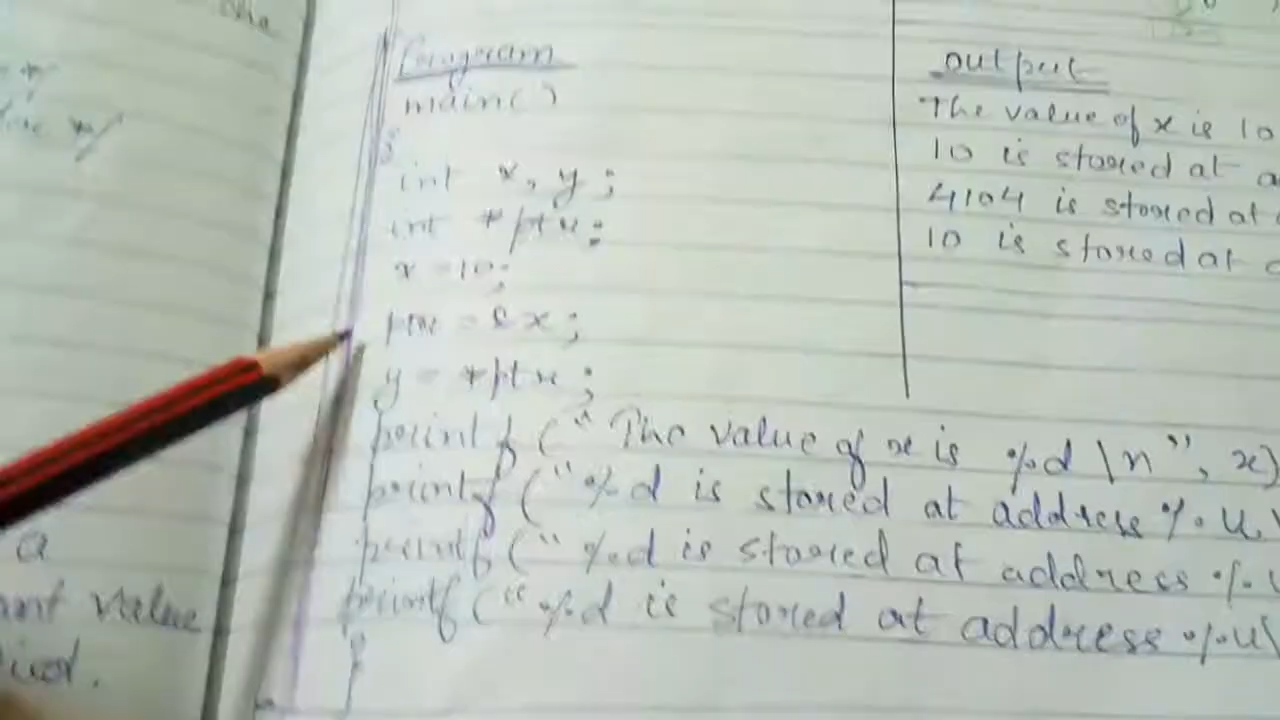 Program
main()
{
int x, y;
int *ptr;
x = 10;
ptr = &x;
y = *ptr;
printf ("The value of x is %d \n", x)
printf ("%d is stored at address %u \
printf ("%d is stored at address %u
printf ("%d is stored at address %u\
}
output
The value of x is 10
10 is stored at a
4104 is stored at
10 is stored at
a
value